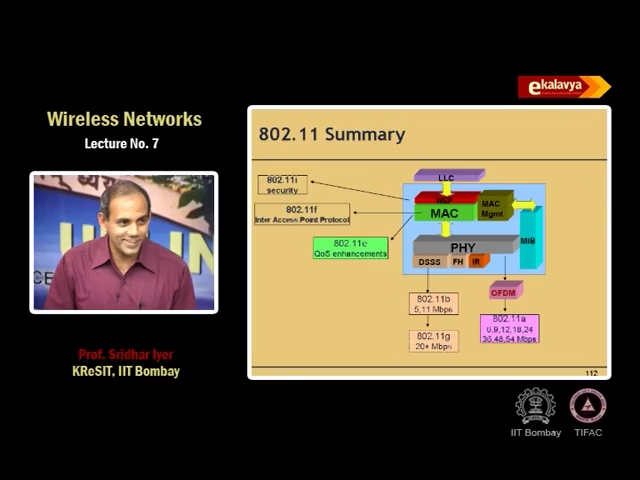 ekalavya
Wireless Networks
Lecture No. 7
802.11 Summary
LLC
802.11i
security
WEP
MAC
MAC
Mgmt
802.11f
Inter Access Point Protocol
802.11e
QoS enhancements
PHY
MIB
DSSS
FH
IR
OFDM
802.11b
5,11 Mbps
802.11a
6,9,12,18,24
36,48,54 Mbps
802.11g
20+ Mbps
112
Prof. Sridhar Iyer
KReSIT, IIT Bombay
IIT Bombay
TIFAC